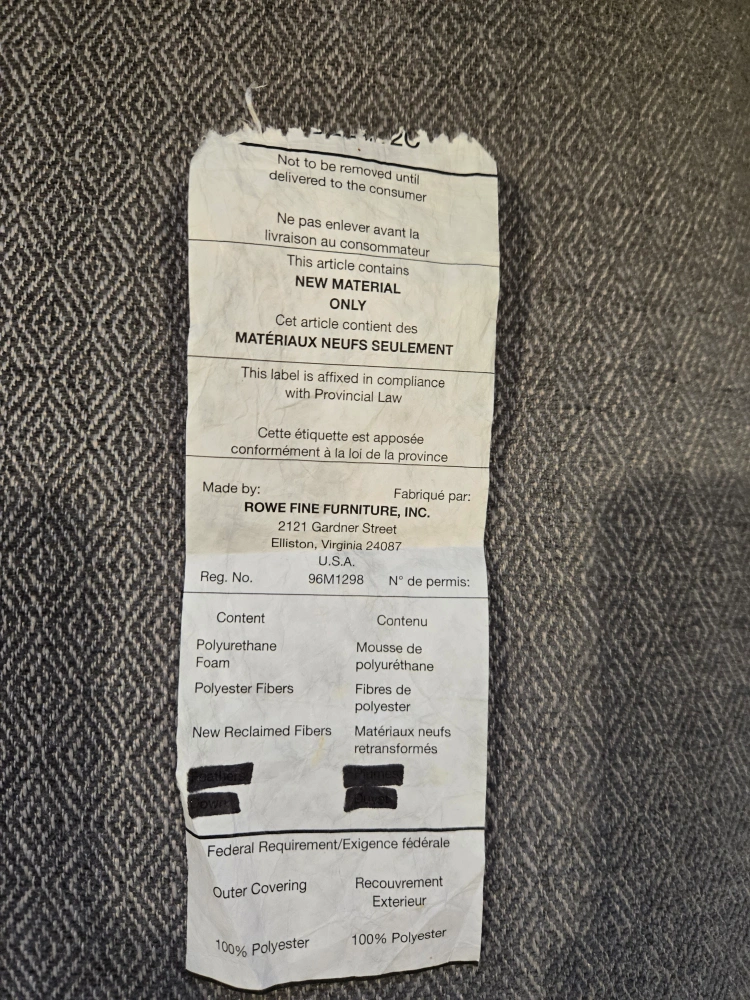 2C
Not to be removed until
delivered to the consumer
Ne pas enlever avant la
livraison au consommateur
This article contains
NEW MATERIAL
ONLY
Cet article contient des
MATÉRIAUX NEUFS SEULEMENT
This label is affixed in compliance
with Provincial Law
Cette étiquette est apposée
conformément à la loi de la province
Made by: Fabriqué par:
ROWE FINE FURNITURE, INC.
2121 Gardner Street
Elliston, Virginia 24087
U.S.A.
Reg. No. 96M1298 N° de permis:
Content Contenu
Polyurethane Mousse de
Foam polyuréthane
Polyester Fibers Fibres de
polyester
New Reclaimed Fibers Matériaux neufs
retransformés
Feathers
Down
Federal Requirement/Exigence fédérale
Outer Covering Recouvrement
Exterieur
100% Polyester 100% Polyester